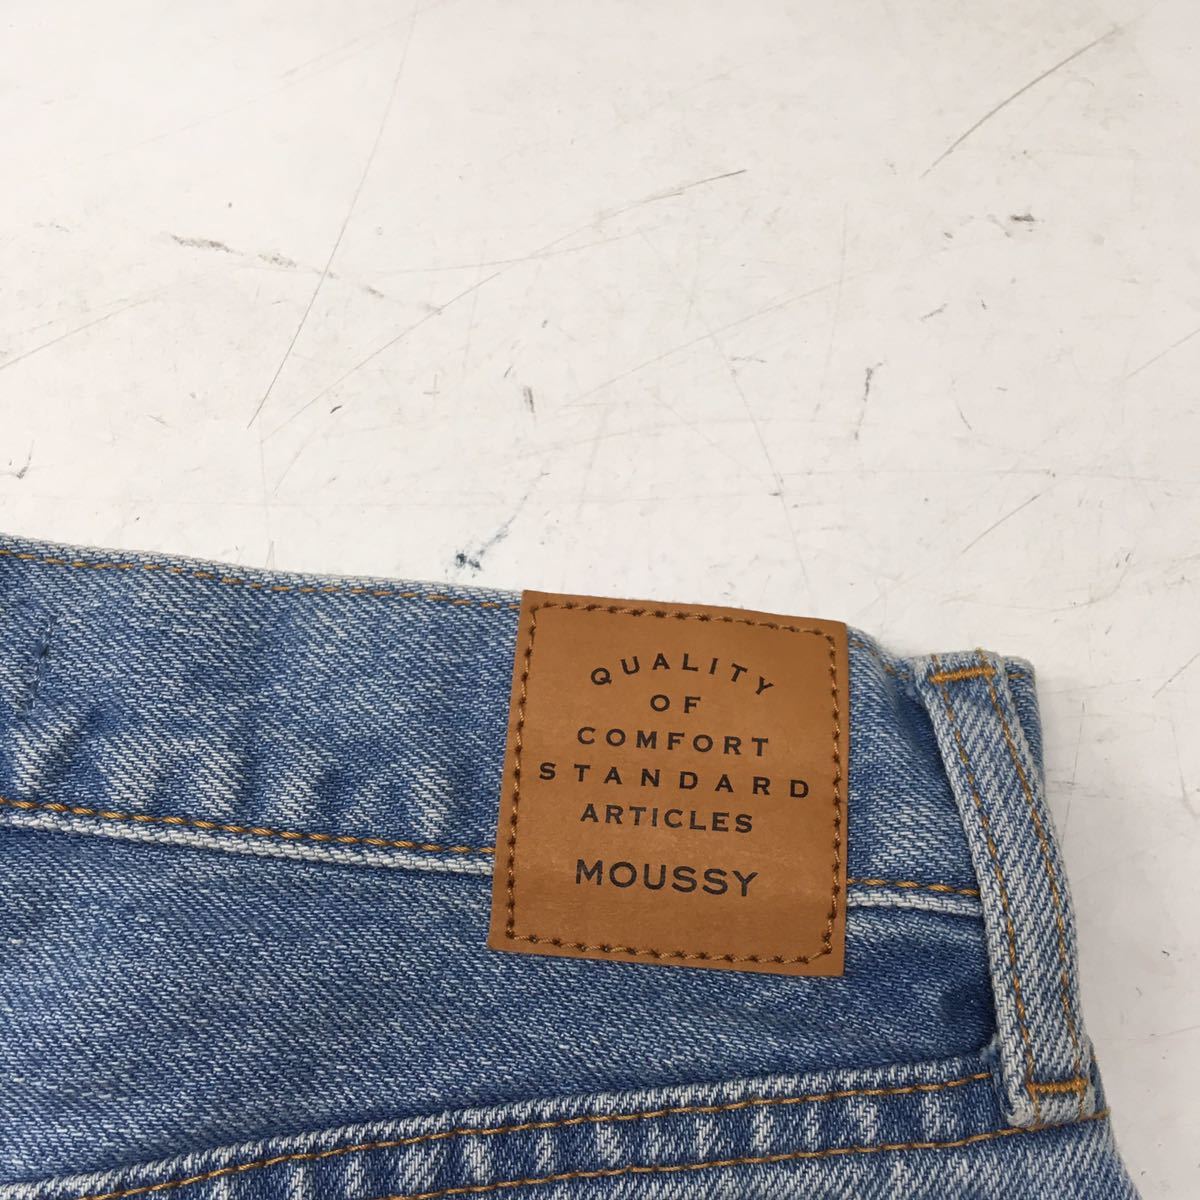 QUALITY
OF
COMFORT
STANDARD
ARTICLES
MOUSSY